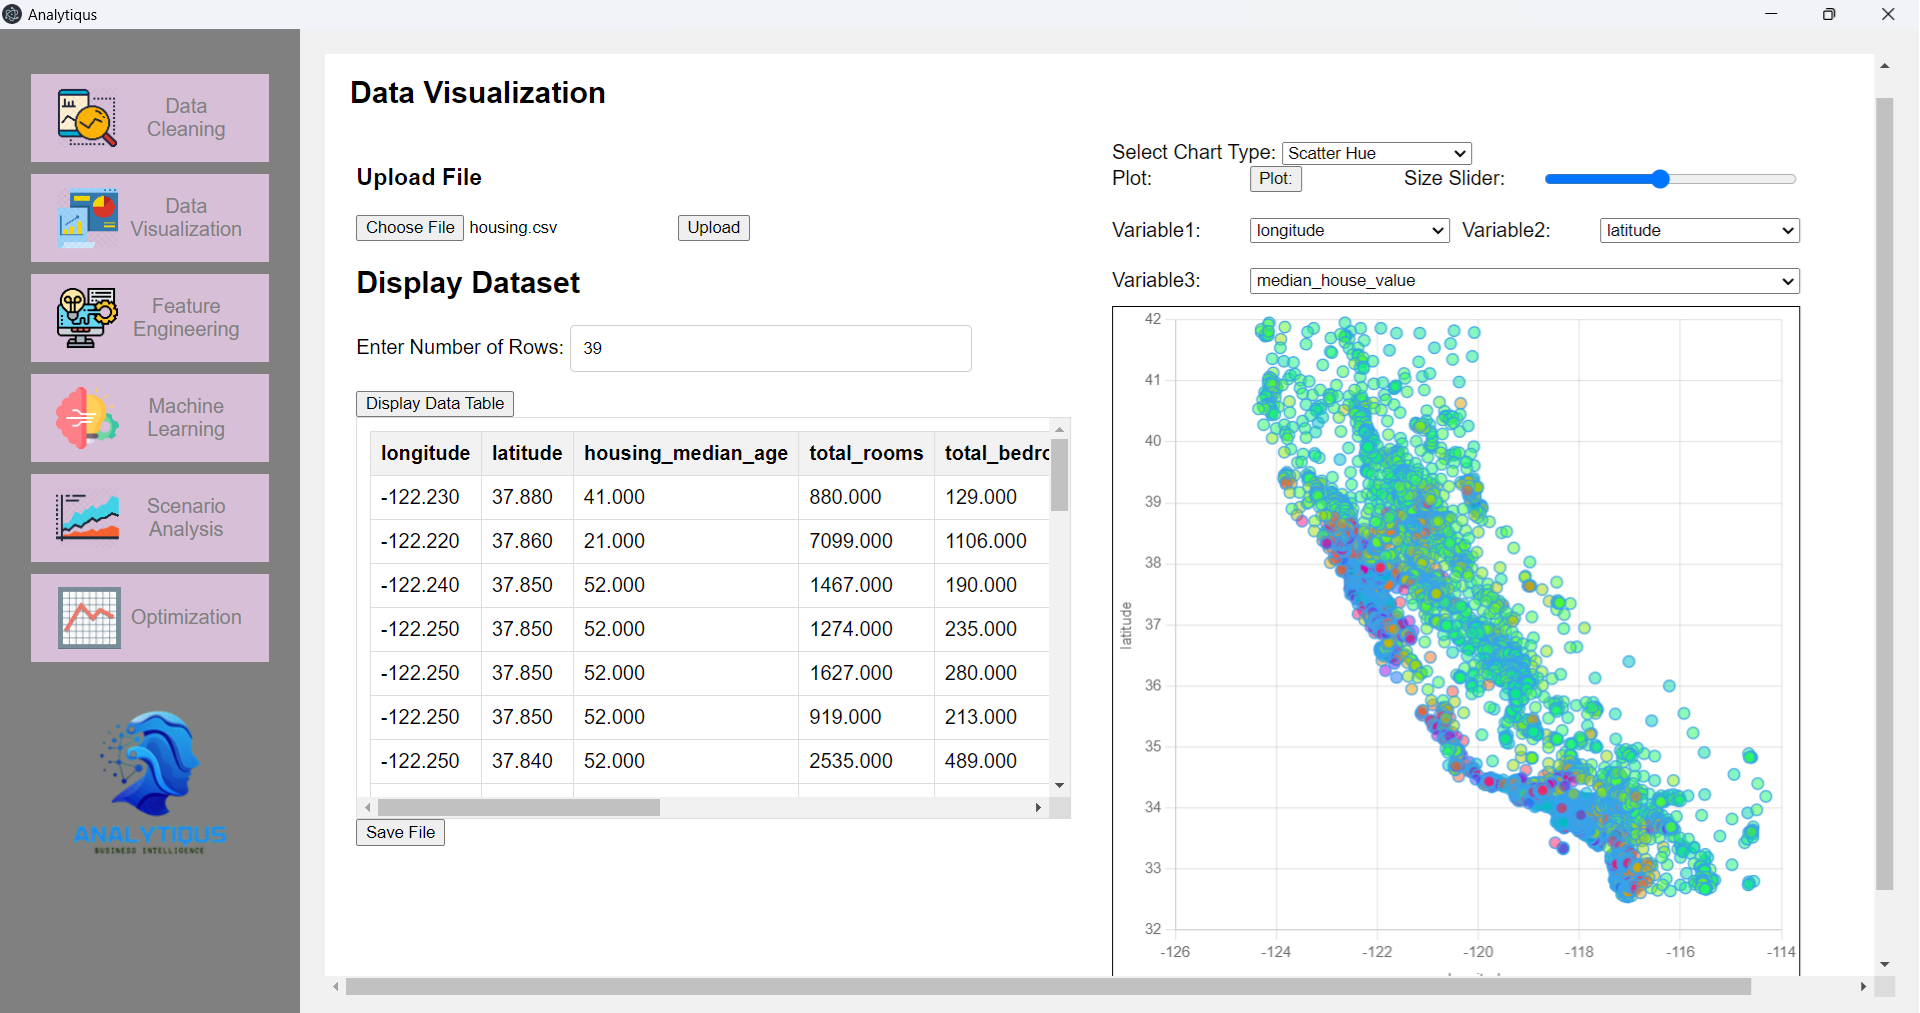 Analytiqus
Data
Cleaning
Data
Visualization
Feature
Engineering
Machine
Learning
Scenario
Analysis
Optimization
ANALYTIQUS
BUSINESS INTELLIGENCE
Data Visualization
Upload File
Choose File housing.csv Upload
Display Dataset
Enter Number of Rows: 39
Display Data Table
longitude latitude housing_median_age total_rooms total_bedro
-122.230 37.880 41.000 880.000 129.000
-122.220 37.860 21.000 7099.000 1106.000
-122.240 37.850 52.000 1467.000 190.000
-122.250 37.850 52.000 1274.000 235.000
-122.250 37.850 52.000 1627.000 280.000
-122.250 37.850 52.000 919.000 213.000
-122.250 37.840 52.000 2535.000 489.000
Save File
Select Chart Type: Scatter Hue
Plot: Plot: Size Slider:
Variable1: longitude Variable2: latitude
Variable3: median_house_value
42
41
40
39
38
37
36
35
34
33
32
latitude
-126 -124 -122 -120 -118 -116 -114